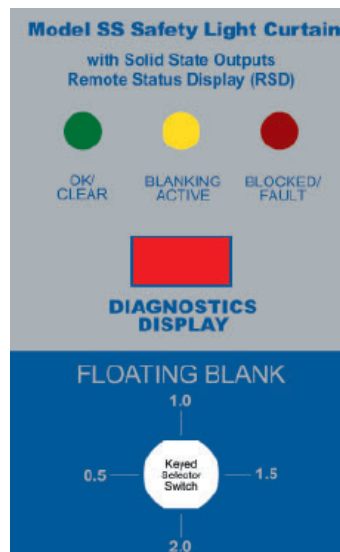 Model SS Safety Light Curtain
with Solid State Outputs
Remote Status Display (RSD)
OK/
CLEAR
BLANKING
ACTIVE
BLOCKED/
FAULT
DIAGNOSTICS
DISPLAY
FLOATING BLANK
1.0
0.5
Keyed
Selector
Switch
1.5
2.0